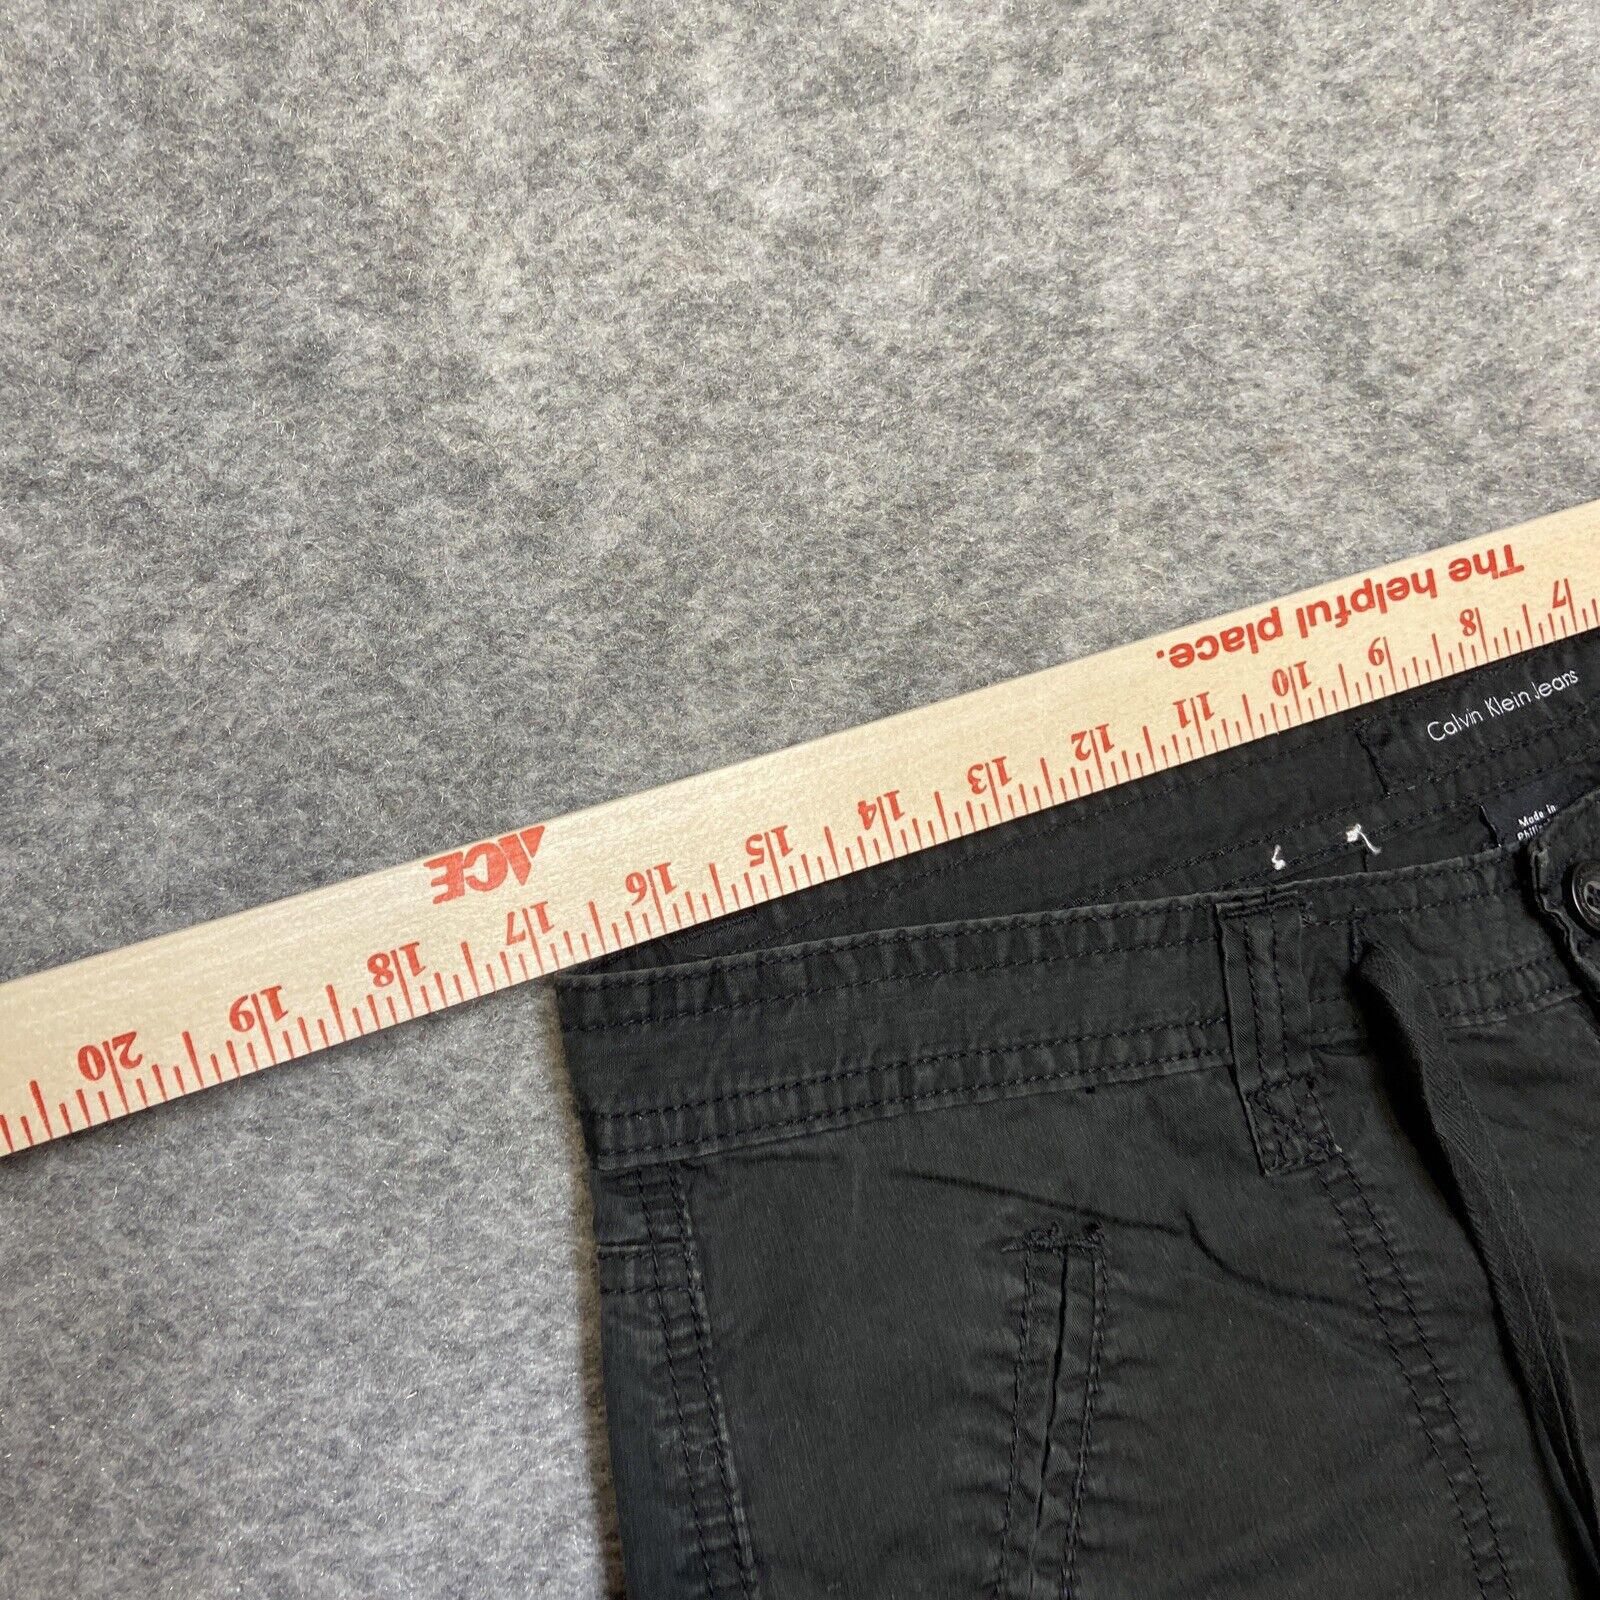 The helpful place.
7 8 9 10 11 12 13 14 15 16 17 18 19 20
ACE
Calvin Klein Jeans
Made in